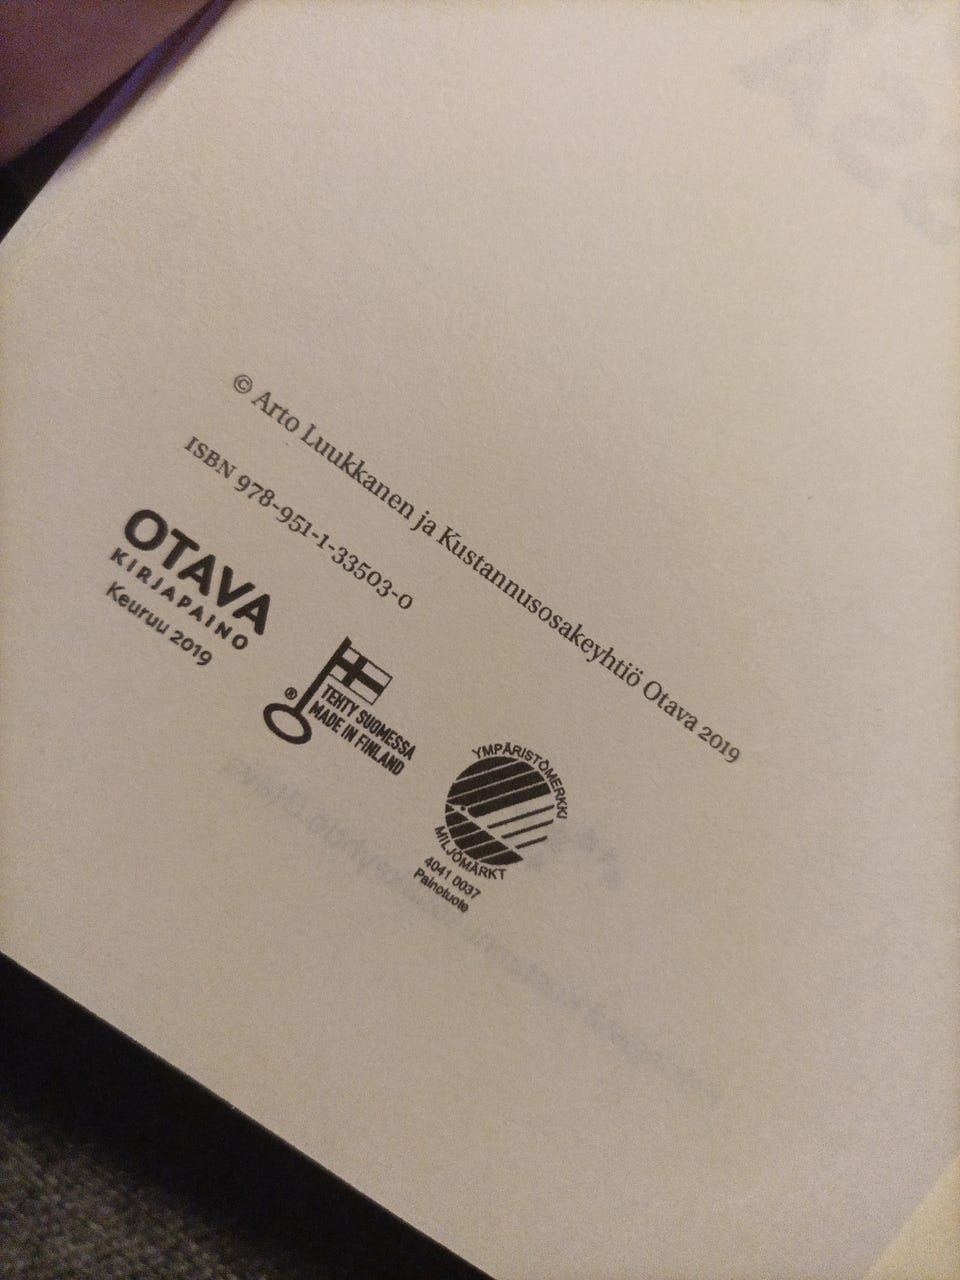 © Arto Luukkanen ja Kustannusosakeyhtiö Otava 2019
ISBN 978-951-1-33503-0
OTAVA
KIRJAPAINO
Keuruu 2019
®
TEHTY SUOMESSA
MADE IN FINLAND
YMPÄRISTÖMERKKI
MILJÖMÄRKT
4041 0037
Painotuote